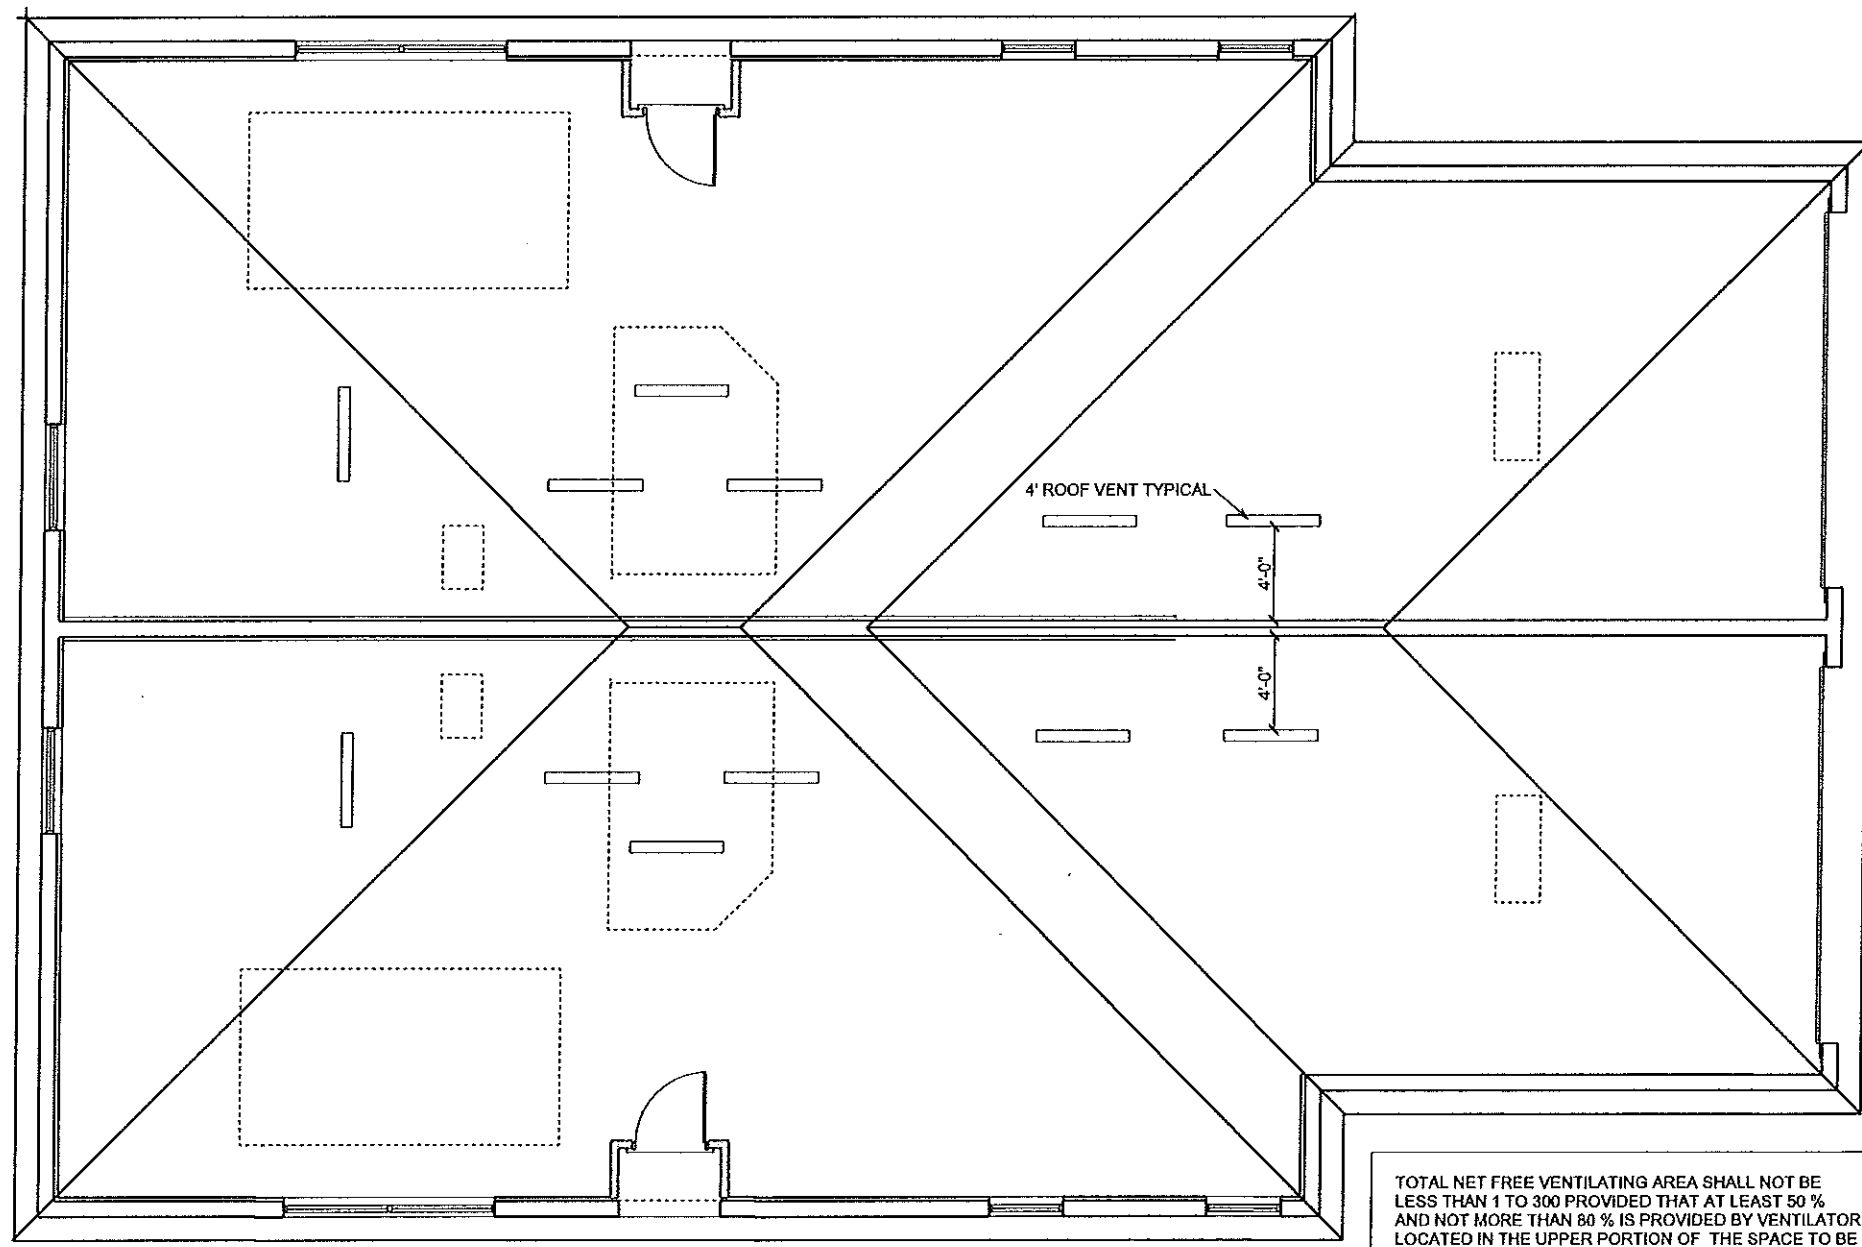 4' ROOF VENT TYPICAL
4'-0"
4'-0"
TOTAL NET FREE VENTILATING AREA SHALL NOT BE
LESS THAN 1 TO 300 PROVIDED THAT AT LEAST 50 %
AND NOT MORE THAN 80 % IS PROVIDED BY VENTILATOR
LOCATED IN THE UPPER PORTION OF THE SPACE TO BE